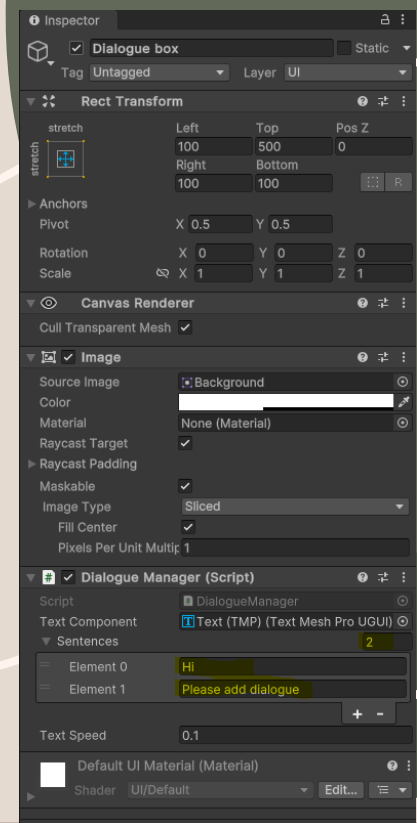 Inspector
Dialogue box Static
Tag Untagged Layer UI
Rect Transform
stretch Left Top Pos Z
stretch 100 500 0
Right Bottom
100 100 R
Anchors
Pivot X 0.5 Y 0.5
Rotation X 0 Y 0 Z 0
Scale X 1 Y 1 Z 1
Canvas Renderer
Cull Transparent Mesh
Image
Source Image Background
Color
Material None (Material)
Raycast Target
Raycast Padding
Maskable
Image Type Sliced
Fill Center
Pixels Per Unit Multip 1
# Dialogue Manager (Script)
Script DialogueManager
Text Component Text (TMP) (Text Mesh Pro UGUI)
Sentences 2
Element 0 Hi
Element 1 Please add dialogue
+ -
Text Speed 0.1
Default UI Material (Material)
Shader UI/Default Edit...